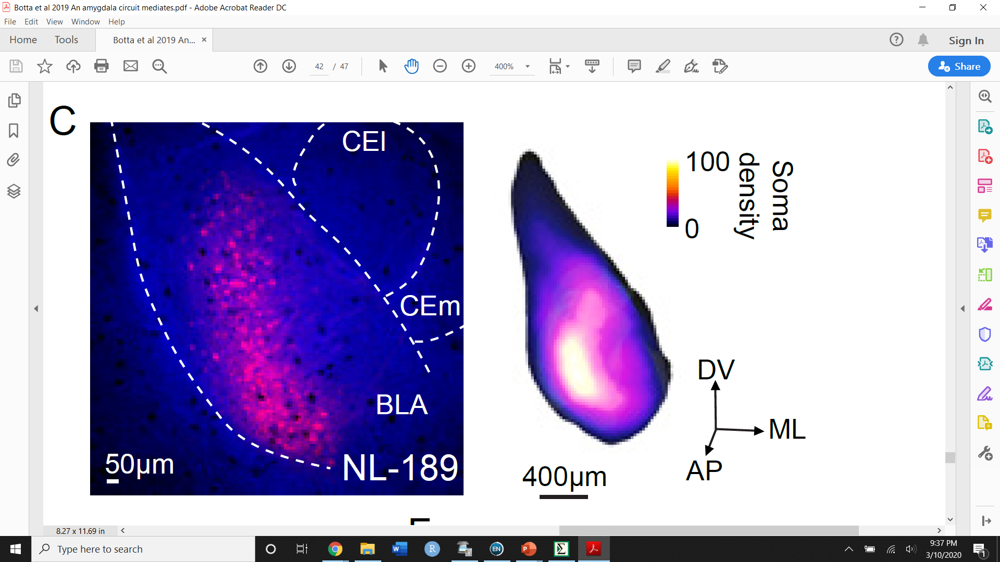 Botta et al 2019 An amygdala circuit mediates.pdf - Adobe Acrobat Reader DC
File Edit View Window Help
Home Tools Botta et al 2019 An... × Sign In
42 / 47 400% Share
C
CEl
CEm
BLA
50µm
NL-189
100
0
Soma
density
DV
ML
AP
400µm
8.27 x 11.69 in
Type here to search
9:37 PM
3/10/2020